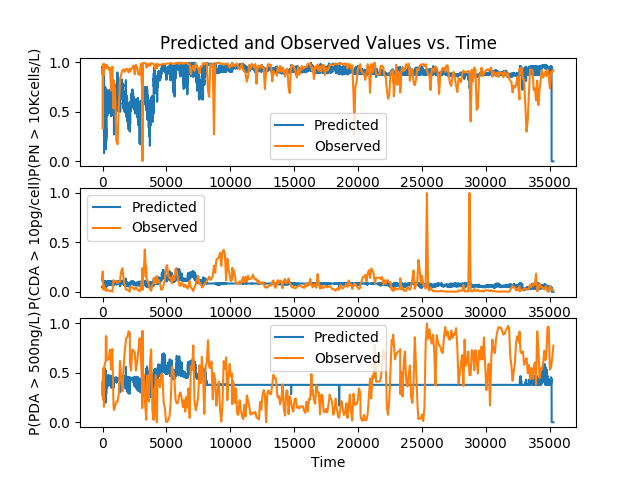 Predicted and Observed Values vs. Time
P(PN > 10Kcells/L)
1.0
0.5
0.0
Predicted
Observed
0 5000 10000 15000 20000 25000 30000 35000
P(CDA > 10pg/cell)
1.0
0.5
0.0
Predicted
Observed
0 5000 10000 15000 20000 25000 30000 35000
P(PDA > 500ng/L)
1.0
0.5
0.0
Predicted
Observed
0 5000 10000 15000 20000 25000 30000 35000
Time